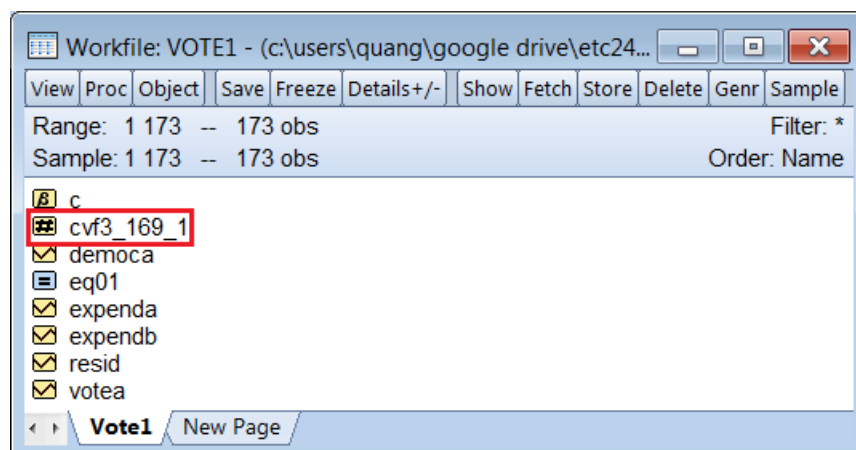 Workfile: VOTE1 - (c:\users\quang\google drive\etc24...
View Proc Object Save Freeze Details+/- Show Fetch Store Delete Genr Sample
Range: 1 173 -- 173 obs Filter: *
Sample: 1 173 -- 173 obs Order: Name
β c
# cvf3_169_1
democa
= eq01
expenda
expendb
resid
votea
Vote1 New Page